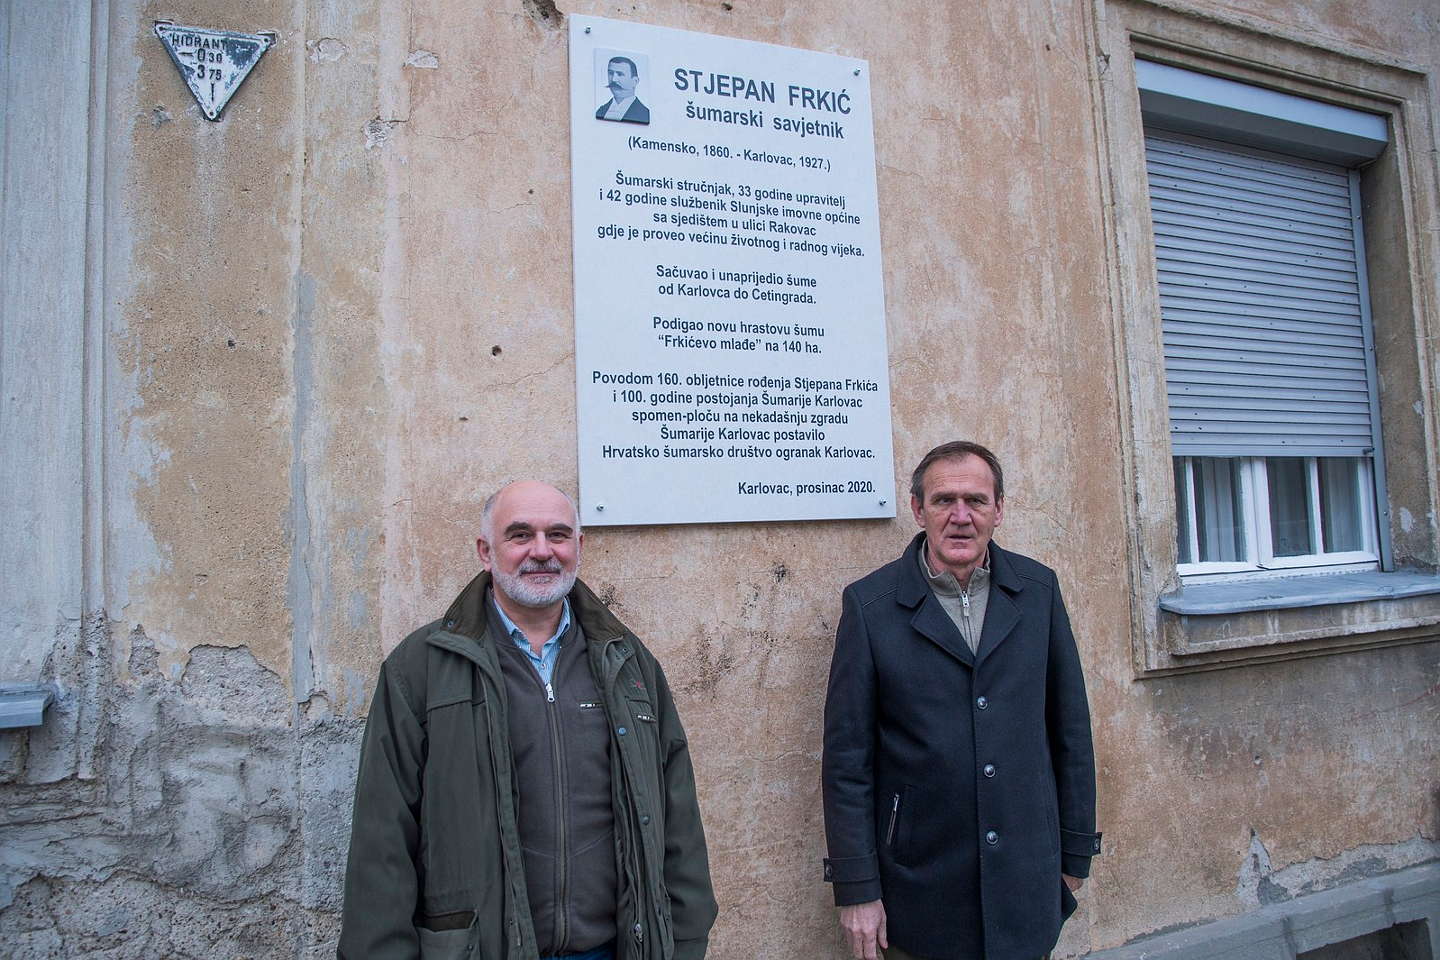 HIDRANT
0 30
3 75
STJEPAN FRKIĆ
šumarski savjetnik
(Kamensko, 1860. - Karlovac, 1927.)
Šumarski stručnjak, 33 godine upravitelj
i 42 godine službenik Slunjske imovne općine
sa sjedištem u ulici Rakovac
gdje je proveo većinu životnog i radnog vijeka.
Sačuvao i unaprijedio šume
od Karlovca do Cetingrada.
Podigao novu hrastovu šumu
“Frkićevo mlađe” na 140 ha.
Povodom 160. obljetnice rođenja Stjepana Frkića
i 100. godine postojanja Šumarije Karlovac
spomen-ploču na nekadašnju zgradu
Šumarije Karlovac postavilo
Hrvatsko šumarsko društvo ogranak Karlovac.
Karlovac, prosinac 2020.